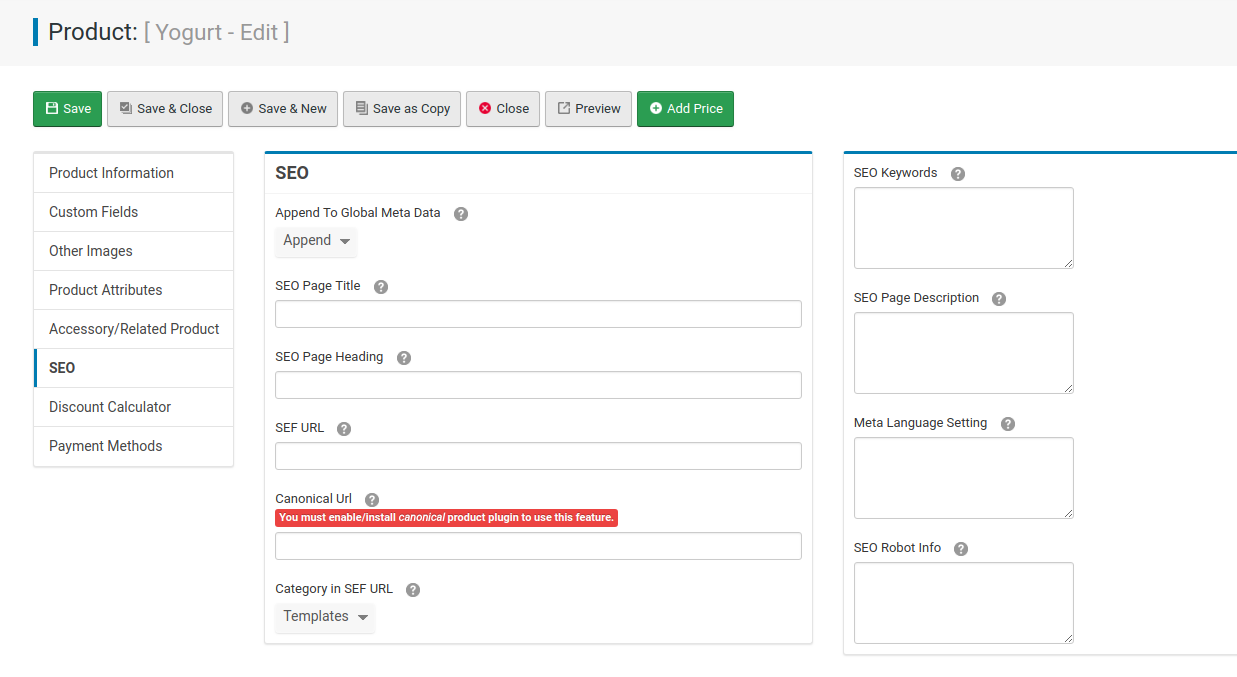 Product: [ Yogurt - Edit ]
Save
Save & Close
Save & New
Save as Copy
Close
Preview
Add Price
Product Information
Custom Fields
Other Images
Product Attributes
Accessory/Related Product
SEO
Discount Calculator
Payment Methods
SEO
Append To Global Meta Data ?
Append
SEO Page Title ?
SEO Page Heading ?
SEF URL ?
Canonical Url ?
You must enable/install canonical product plugin to use this feature.
Category in SEF URL ?
Templates
SEO Keywords ?
SEO Page Description ?
Meta Language Setting ?
SEO Robot Info ?